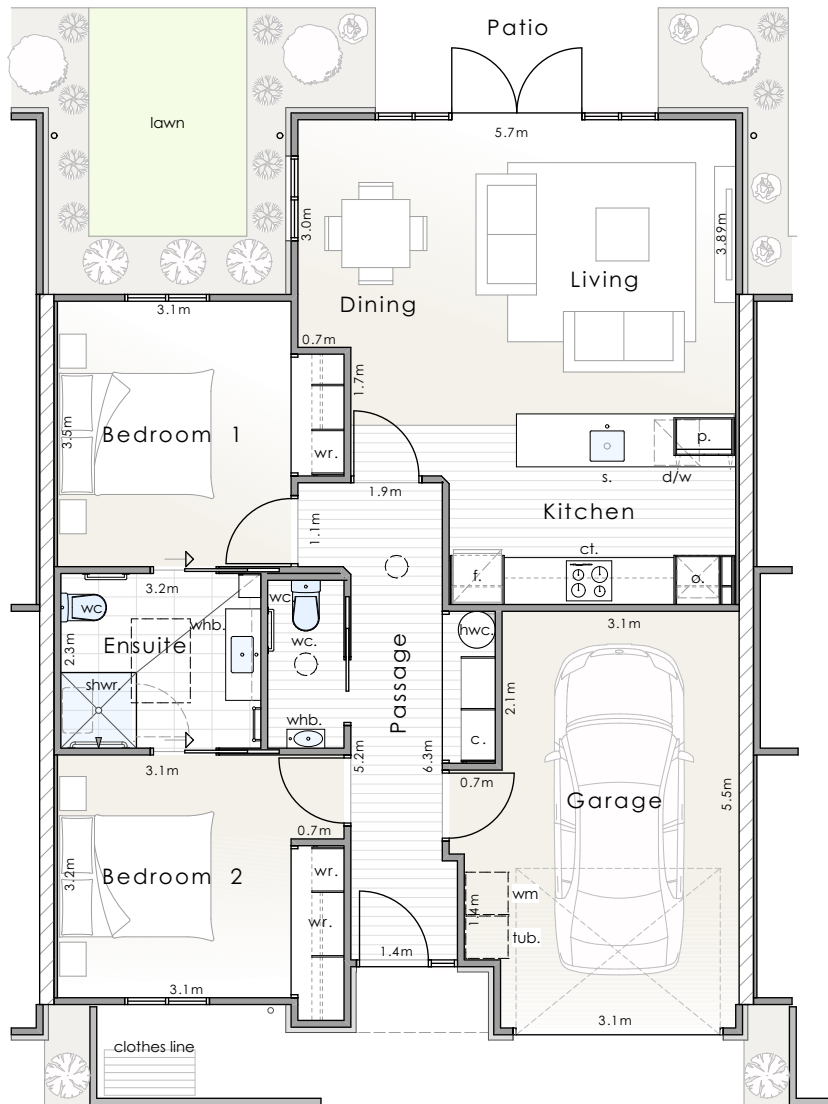 Patio
lawn
5.7m
3.0m
3.89m
Living
Dining
3.1m
0.7m
1.7m
3.5m
Bedroom 1
wr.
p.
s.
d/w
1.9m
Kitchen
1.1m
ct.
f.
o.
3.2m
wc
wc.
wc.
whb.
Ensuite
2.3m
shwr.
whb.
Passage
hwc.
3.1m
2.1m
c.
3.1m
5.2m
6.3m
0.7m
Garage
5.5m
0.7m
wr.
3.2m
Bedroom 2
wr.
1.4m
wm
tub.
1.4m
3.1m
3.1m
clothes line